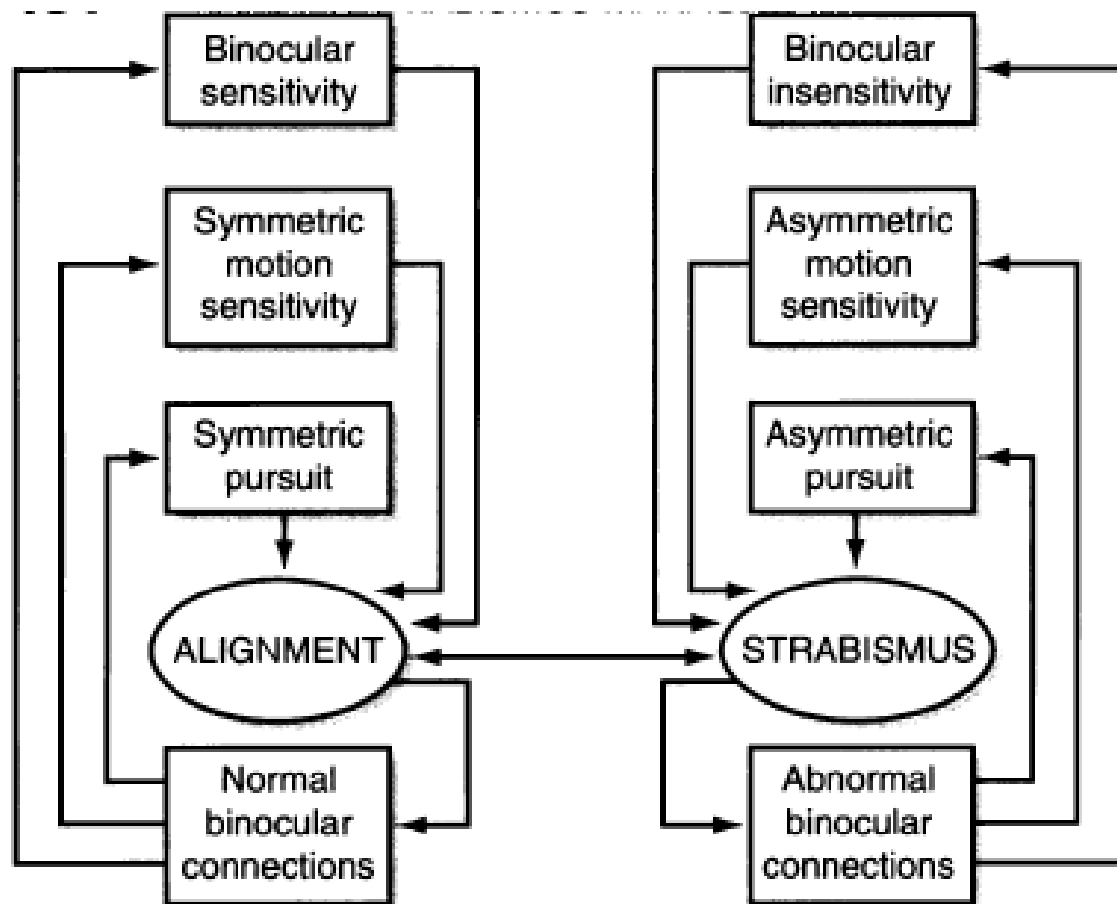 Binocular
sensitivity
Binocular
insensitivity
Symmetric
motion
sensitivity
Asymmetric
motion
sensitivity
Symmetric
pursuit
Asymmetric
pursuit
ALIGNMENT
STRABISMUS
Normal
binocular
connections
Abnormal
binocular
connections